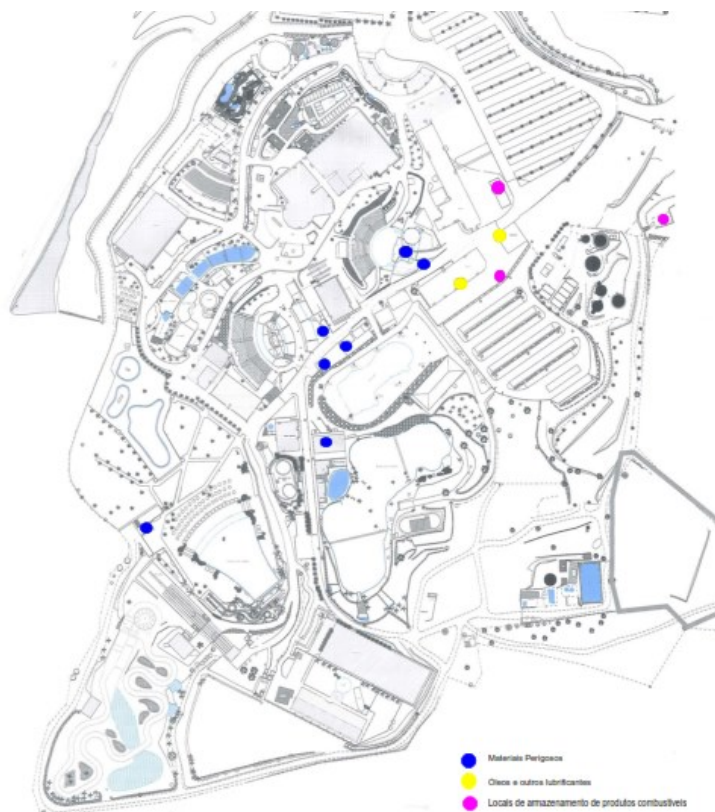 Materiais Perigosos
Oleos e outros lubrificantes
Locais de armazenamento de produtos combustíveis